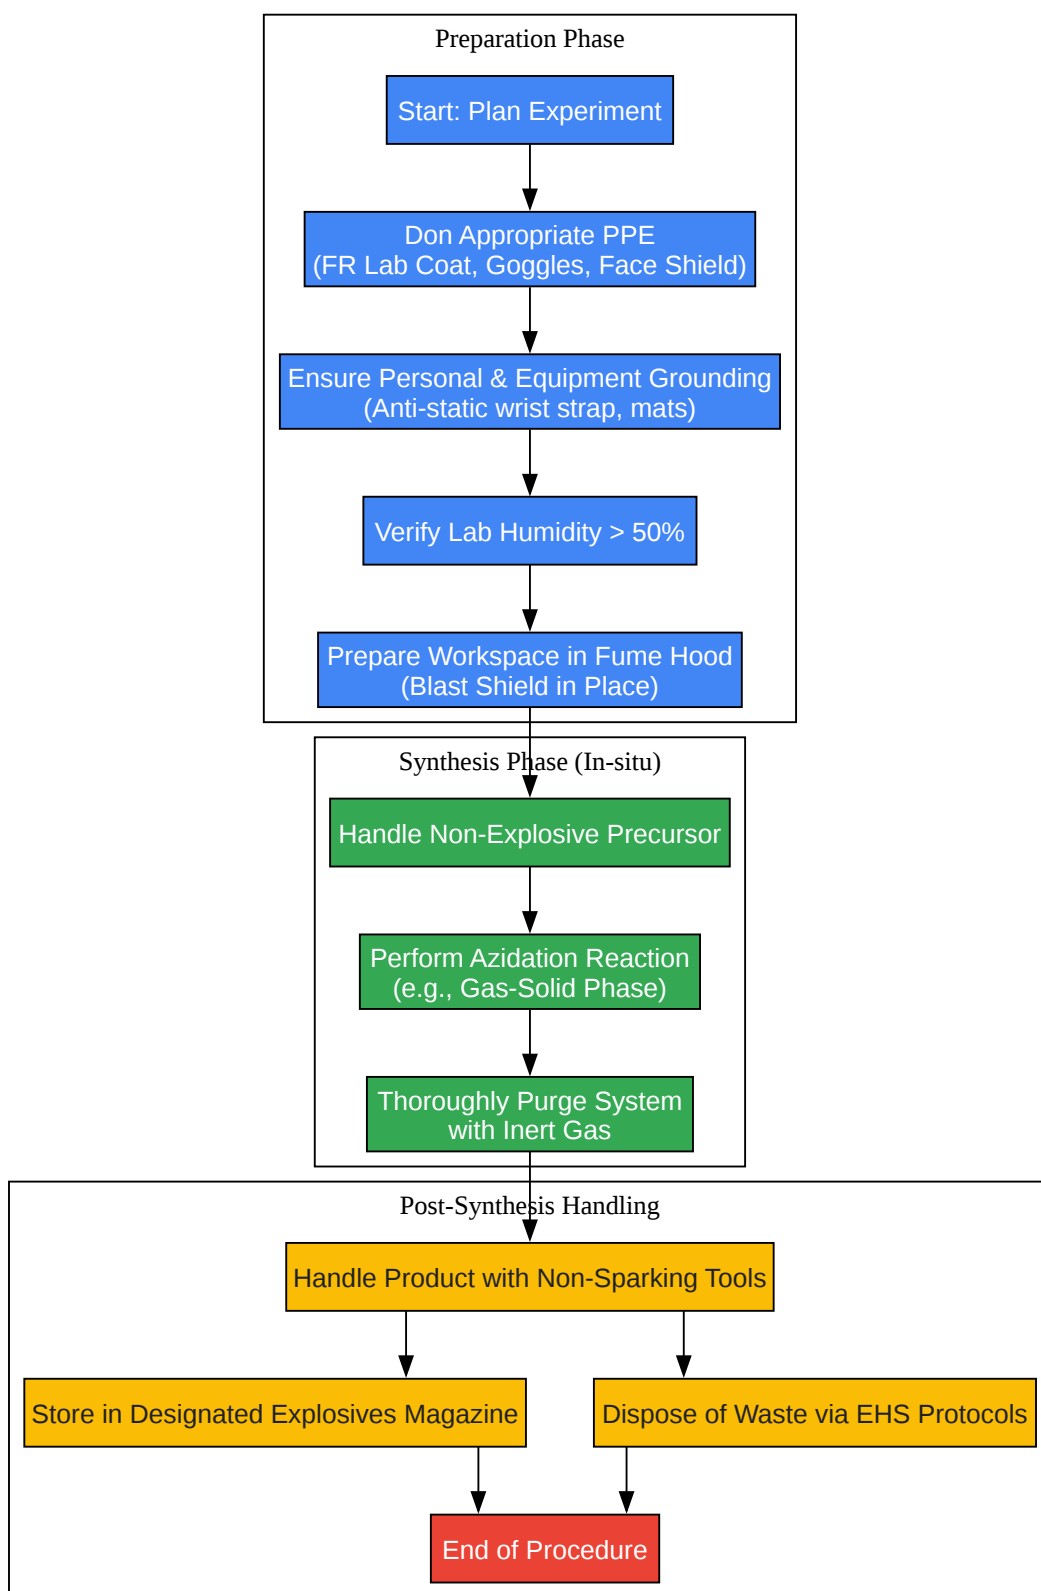 Preparation Phase
Start: Plan Experiment
Don Appropriate PPE
(FR Lab Coat, Goggles, Face Shield)
Ensure Personal & Equipment Grounding
(Anti-static wrist strap, mats)
Verify Lab Humidity > 50%
Prepare Workspace in Fume Hood
(Blast Shield in Place)
Synthesis Phase (In-situ)
Handle Non-Explosive Precursor
Perform Azidation Reaction
(e.g., Gas-Solid Phase)
Thoroughly Purge System
with Inert Gas
Post-Synthesis Handling
Handle Product with Non-Sparking Tools
Store in Designated Explosives Magazine
Dispose of Waste via EHS Protocols
End of Procedure